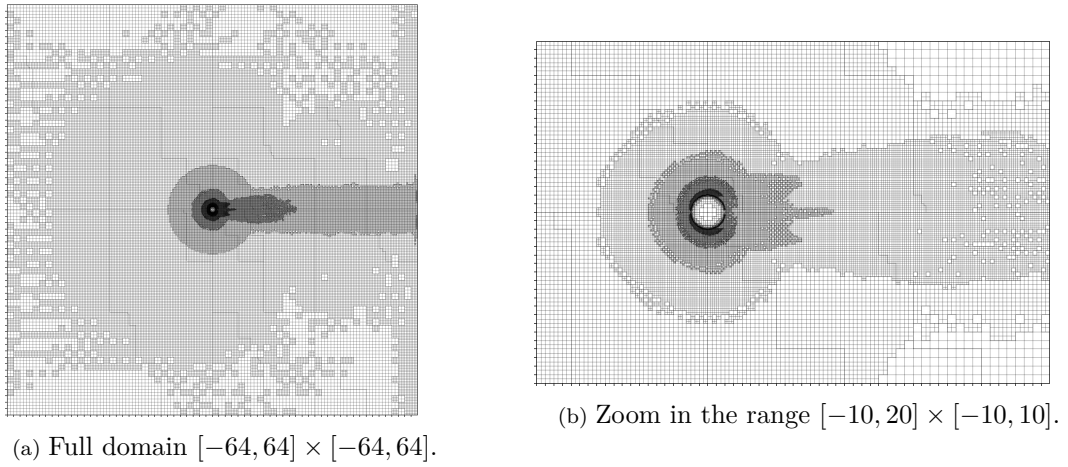 (a) Full domain [−64, 64] × [−64, 64].
(b) Zoom in the range [−10, 20] × [−10, 10].